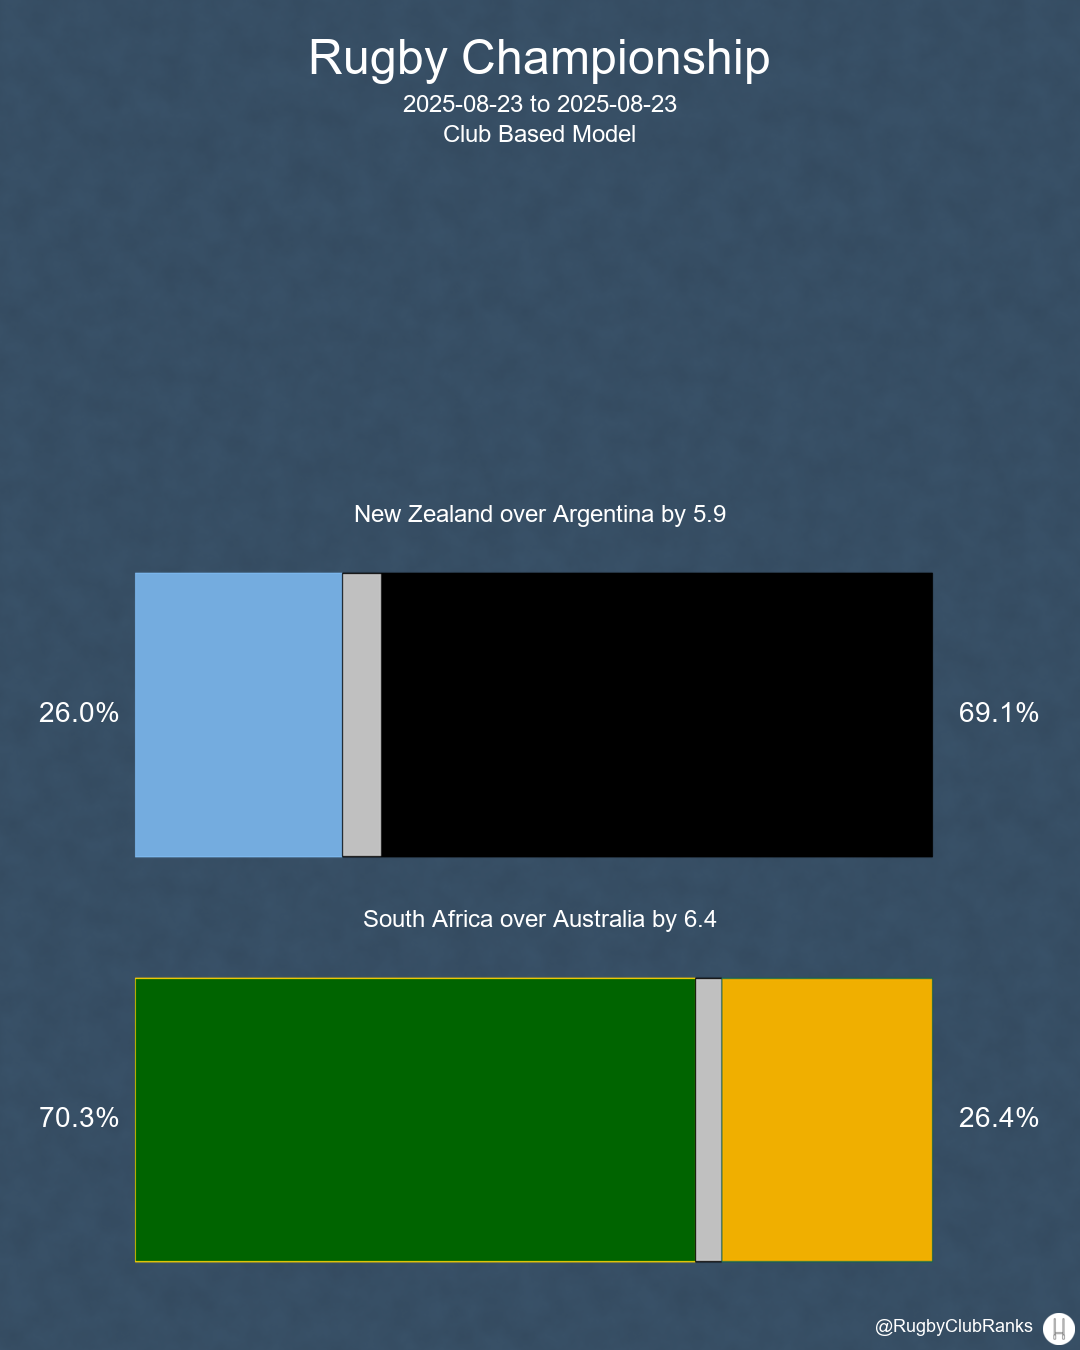 Rugby Championship
2025-08-23 to 2025-08-23
Club Based Model
New Zealand over Argentina by 5.9
26.0%
69.1%
South Africa over Australia by 6.4
70.3%
26.4%
@RugbyClubRanks